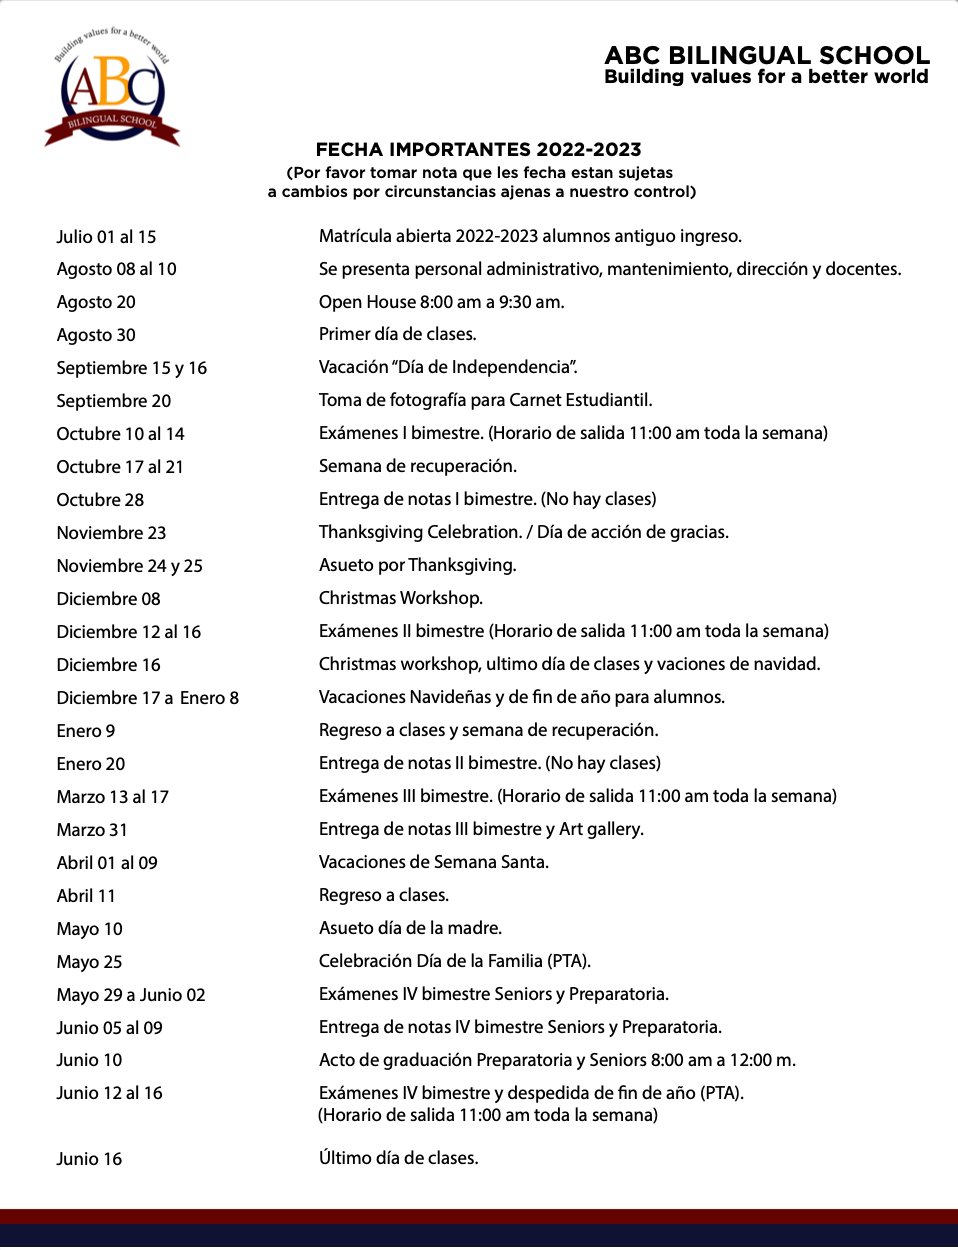 Building values for a better world
ABC
BILINGUAL SCHOOL
ABC BILINGUAL SCHOOL
Building values for a better world
FECHA IMPORTANTES 2022-2023
(Por favor tomar nota que les fecha estan sujetas
a cambios por circunstancias ajenas a nuestro control)
Julio 01 al 15 Matrícula abierta 2022-2023 alumnos antiguo ingreso.
Agosto 08 al 10 Se presenta personal administrativo, mantenimiento, dirección y docentes.
Agosto 20 Open House 8:00 am a 9:30 am.
Agosto 30 Primer día de clases.
Septiembre 15 y 16 Vacación “Día de Independencia”.
Septiembre 20 Toma de fotografía para Carnet Estudiantil.
Octubre 10 al 14 Exámenes I bimestre. (Horario de salida 11:00 am toda la semana)
Octubre 17 al 21 Semana de recuperación.
Octubre 28 Entrega de notas I bimestre. (No hay clases)
Noviembre 23 Thanksgiving Celebration. / Día de acción de gracias.
Noviembre 24 y 25 Asueto por Thanksgiving.
Diciembre 08 Christmas Workshop.
Diciembre 12 al 16 Exámenes II bimestre (Horario de salida 11:00 am toda la semana)
Diciembre 16 Christmas workshop, ultimo día de clases y vaciones de navidad.
Diciembre 17 a Enero 8 Vacaciones Navideñas y de fin de año para alumnos.
Enero 9 Regreso a clases y semana de recuperación.
Enero 20 Entrega de notas II bimestre. (No hay clases)
Marzo 13 al 17 Exámenes III bimestre. (Horario de salida 11:00 am toda la semana)
Marzo 31 Entrega de notas III bimestre y Art gallery.
Abril 01 al 09 Vacaciones de Semana Santa.
Abril 11 Regreso a clases.
Mayo 10 Asueto día de la madre.
Mayo 25 Celebración Día de la Familia (PTA).
Mayo 29 a Junio 02 Exámenes IV bimestre Seniors y Preparatoria.
Junio 05 al 09 Entrega de notas IV bimestre Seniors y Preparatoria.
Junio 10 Acto de graduación Preparatoria y Seniors 8:00 am a 12:00 m.
Junio 12 al 16 Exámenes IV bimestre y despedida de fin de año (PTA).
(Horario de salida 11:00 am toda la semana)
Junio 16 Último día de clases.